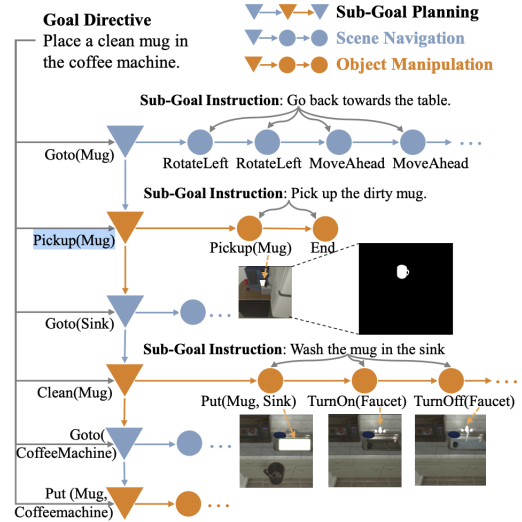 Goal Directive
Place a clean mug in
the coffee machine.
Sub-Goal Planning
Scene Navigation
Object Manipulation
Sub-Goal Instruction: Go back towards the table.
Goto(Mug)
RotateLeft RotateLeft MoveAhead MoveAhead
Sub-Goal Instruction: Pick up the dirty mug.
Pickup(Mug)
Pickup(Mug) End
Goto(Sink)
Sub-Goal Instruction: Wash the mug in the sink
Clean(Mug)
Put(Mug, Sink) TurnOn(Faucet) TurnOff(Faucet)
Goto(
CoffeeMachine)
Put (Mug,
Coffeemachine)